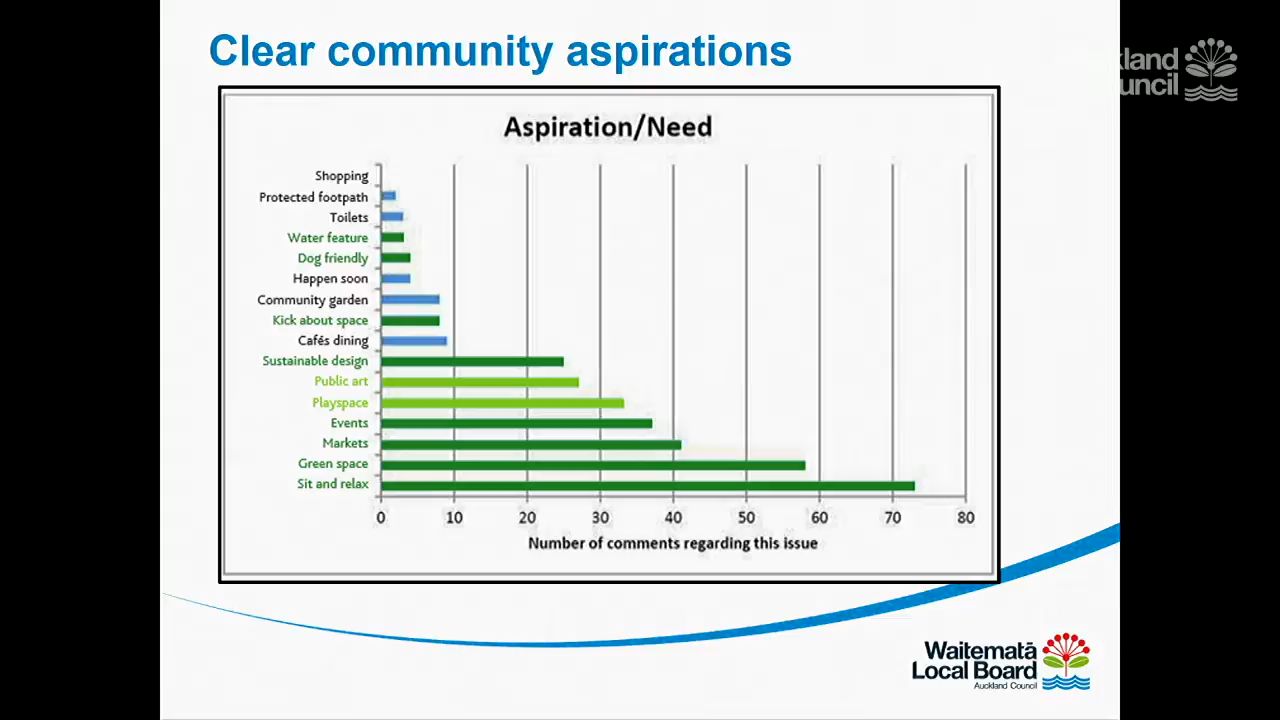 Clear community aspirations
kland
uncil
Aspiration/Need
Shopping
Protected footpath
Toilets
Water feature
Dog friendly
Happen soon
Community garden
Kick about space
Cafés dining
Sustainable design
Public art
Playspace
Events
Markets
Green space
Sit and relax
0 10 20 30 40 50 60 70 80
Number of comments regarding this issue
Waitematā
Local Board
Auckland Council